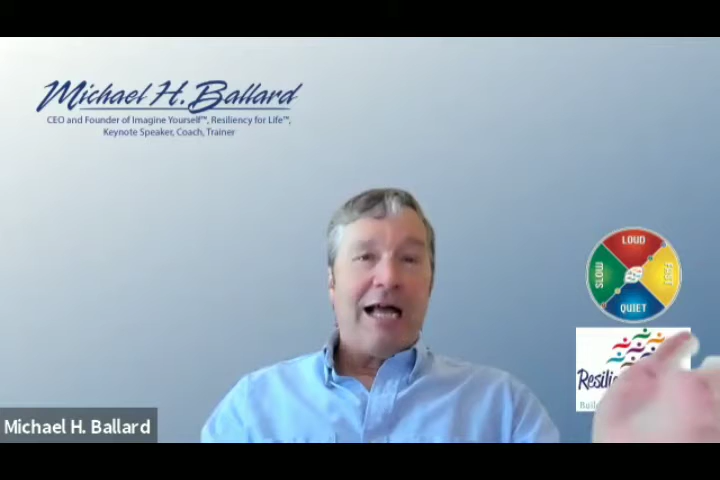 Michael H. Ballard
CEO and Founder of Imagine Yourself™, Resiliency for Life™,
Keynote Speaker, Coach, Trainer
LOUD
SLOW
FAST
QUIET
Michael H. Ballard